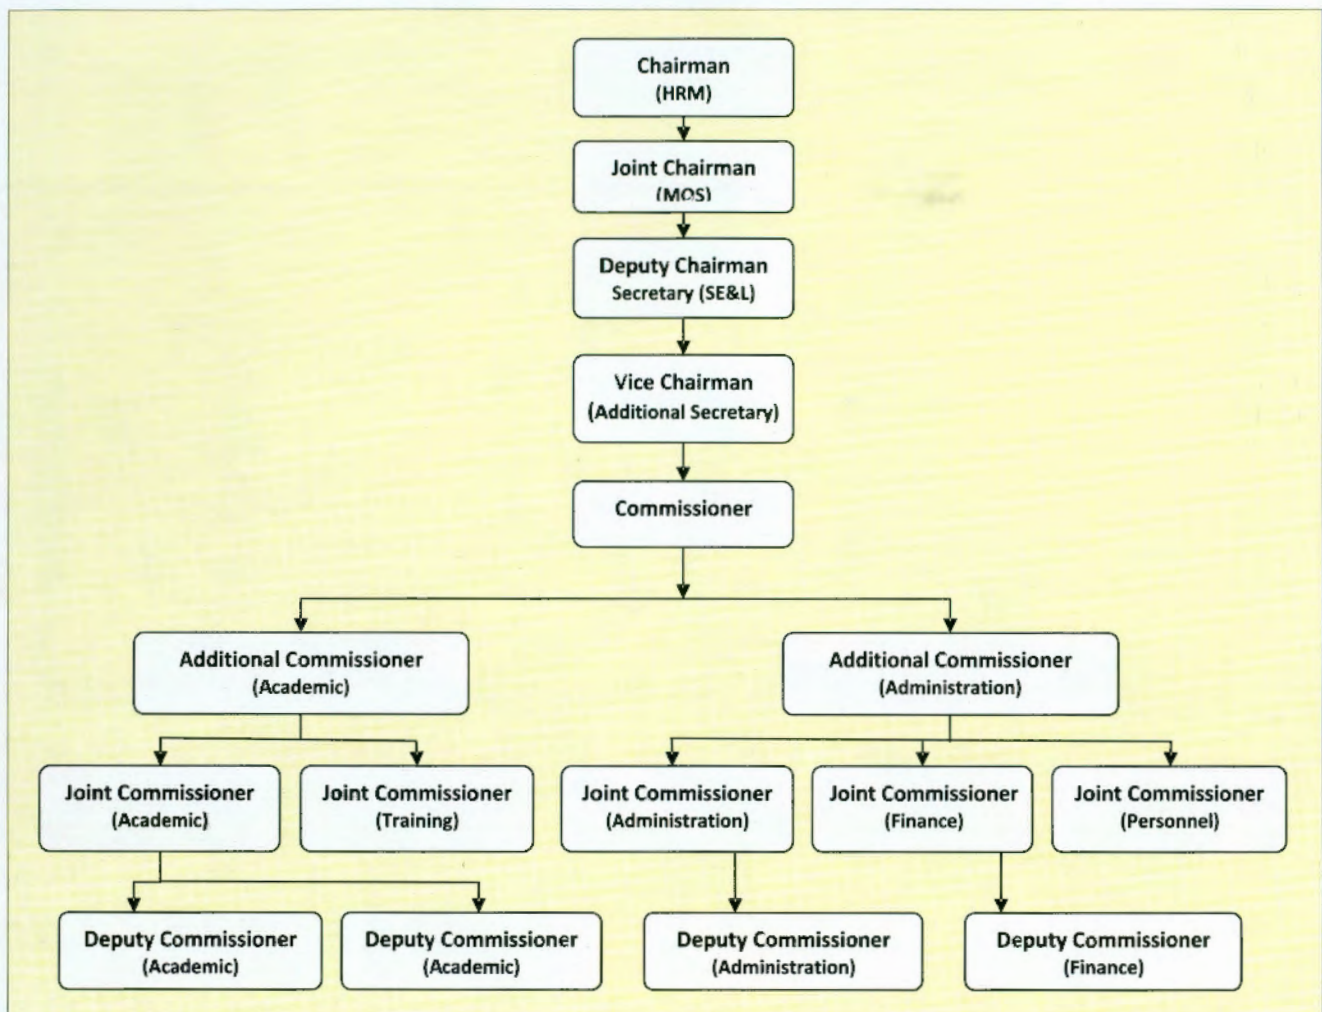 Chairman
(HRM)
Joint Chairman
(MOS)
Deputy Chairman
Secretary (SE&L)
Vice Chairman
(Additional Secretary)
Commissioner
Additional Commissioner
(Academic)
Additional Commissioner
(Administration)
Joint Commissioner
(Academic)
Joint Commissioner
(Training)
Joint Commissioner
(Administration)
Joint Commissioner
(Finance)
Joint Commissioner
(Personnel)
Deputy Commissioner
(Academic)
Deputy Commissioner
(Academic)
Deputy Commissioner
(Administration)
Deputy Commissioner
(Finance)